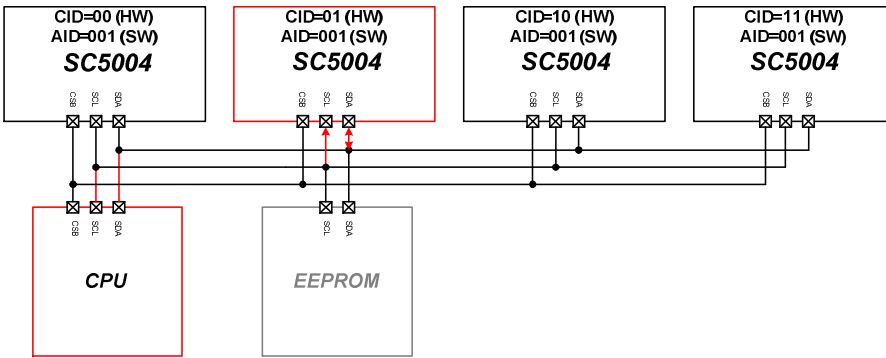 CID=00 (HW)
AID=001 (SW)
SC5004
CSB
SCL
SDA
CID=01 (HW)
AID=001 (SW)
SC5004
CSB
SCL
SDA
CID=10 (HW)
AID=001 (SW)
SC5004
CSB
SCL
SDA
CID=11 (HW)
AID=001 (SW)
SC5004
CSB
SCL
SDA
CSB
SCL
SDA
CPU
SCL
SDA
EEPROM